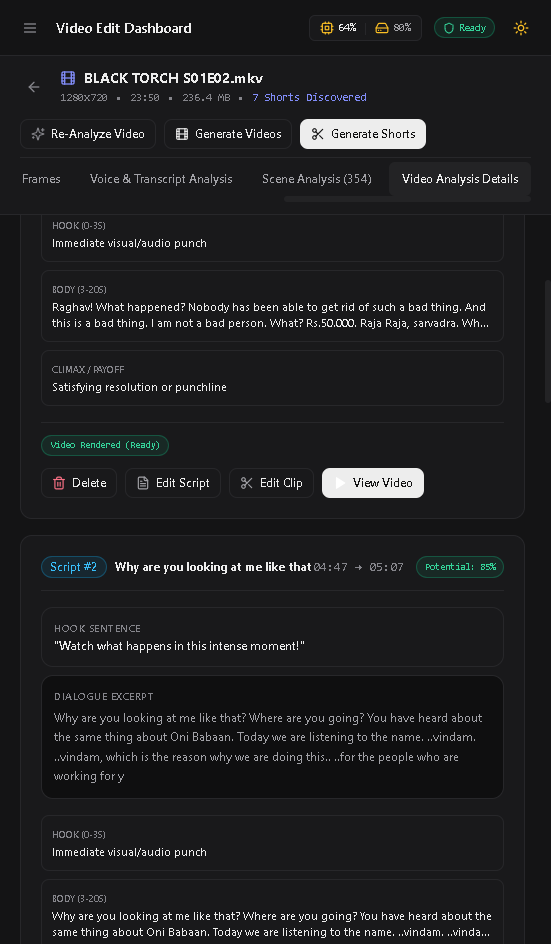 Video Edit Dashboard
64%
80%
Ready
BLACK TORCH S01E02.mkv
1280x720 • 23:50 • 236.4 MB • 7 Shorts Discovered
Re-Analyze Video
Generate Videos
Generate Shorts
Frames
Voice & Transcript Analysis
Scene Analysis (354)
Video Analysis Details
HOOK (0-3S)
Immediate visual/audio punch
BODY (3-20S)
Raghav! What happened? Nobody has been able to get rid of such a bad thing. And
this is a bad thing. I am not a bad person. What? Rs.50,000. Raja Raja, sarvadra. Wh...
CLIMAX / PAYOFF
Satisfying resolution or punchline
Video Rendered (Ready)
Delete
Edit Script
Edit Clip
View Video
Script #2
Why are you looking at me like that
04:47 → 05:07
Potential: 85%
HOOK SENTENCE
"Watch what happens in this intense moment!"
DIALOGUE EXCERPT
Why are you looking at me like that? Where are you going? You have heard about
the same thing about Oni Babaan. Today we are listening to the name. ..vindam.
..vindam, which is the reason why we are doing this.. ..for the people who are
working for y
HOOK (0-3S)
Immediate visual/audio punch
BODY (3-20S)
Why are you looking at me like that? Where are you going? You have heard about the
same thing about Oni Babaan. Today we are listening to the name. ..vindam. ..vinda...